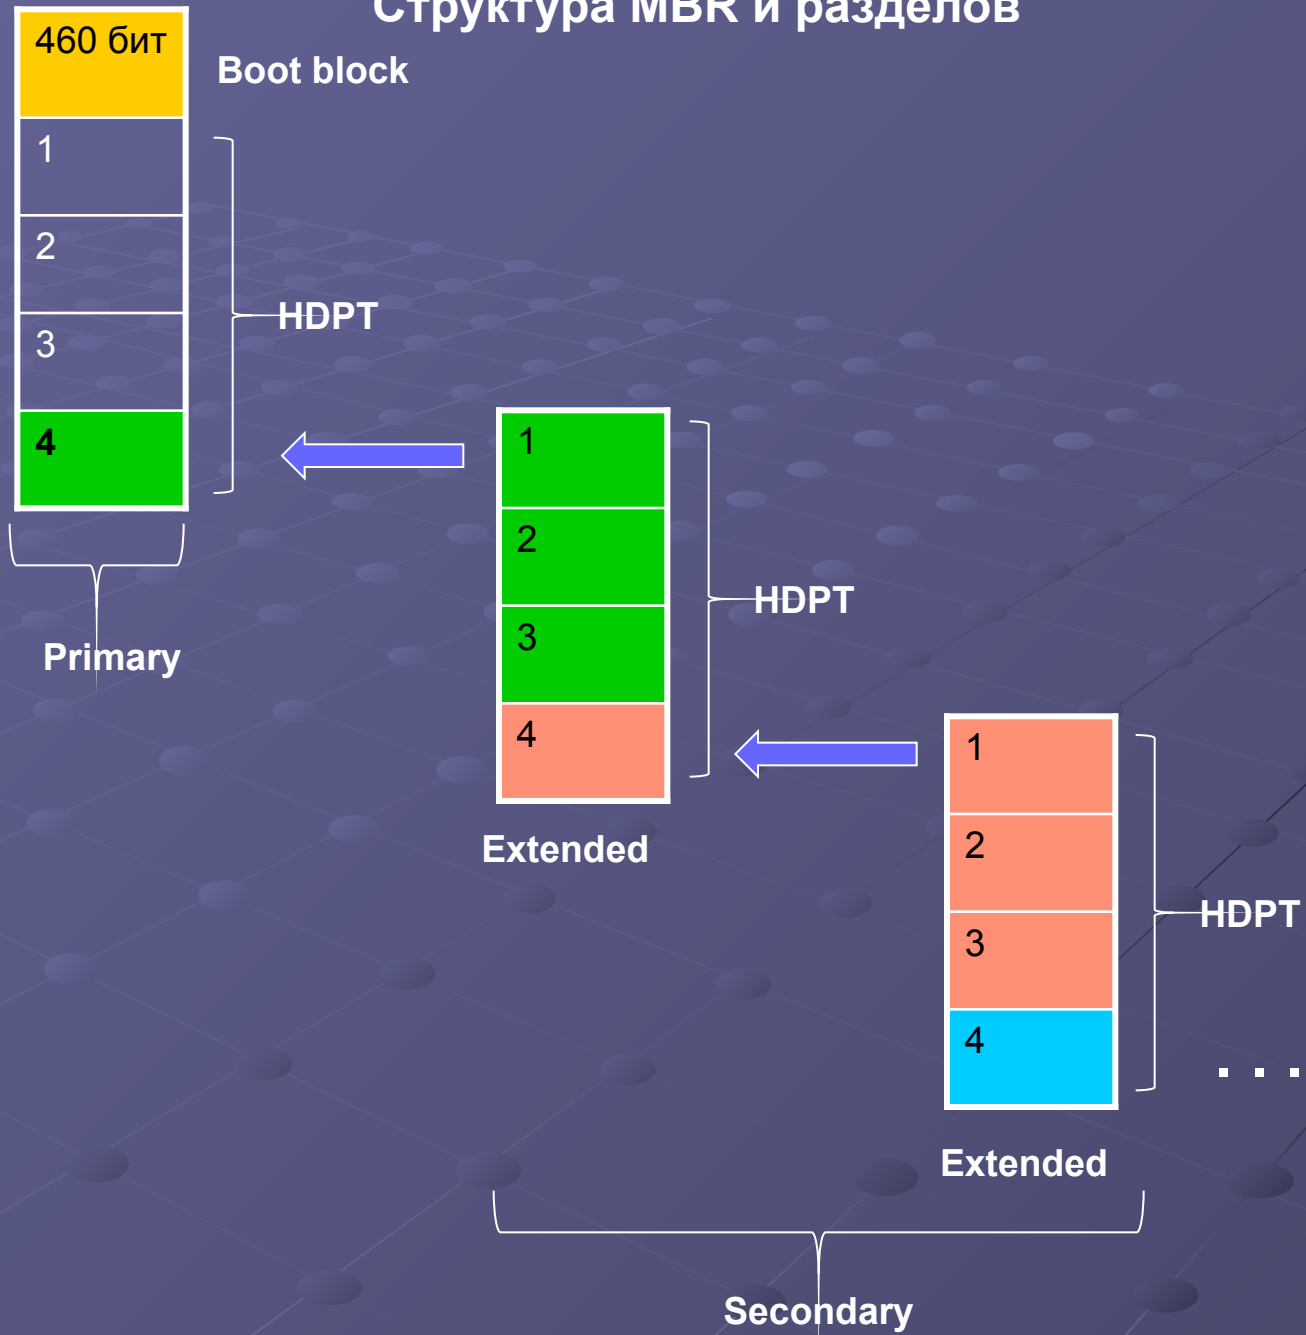 Структура MBR и разделов
460 бит
Boot block
1
2
3
4
HDPT
Primary
1
2
3
4
HDPT
Extended
1
2
3
4
HDPT
. . .
Extended
Secondary